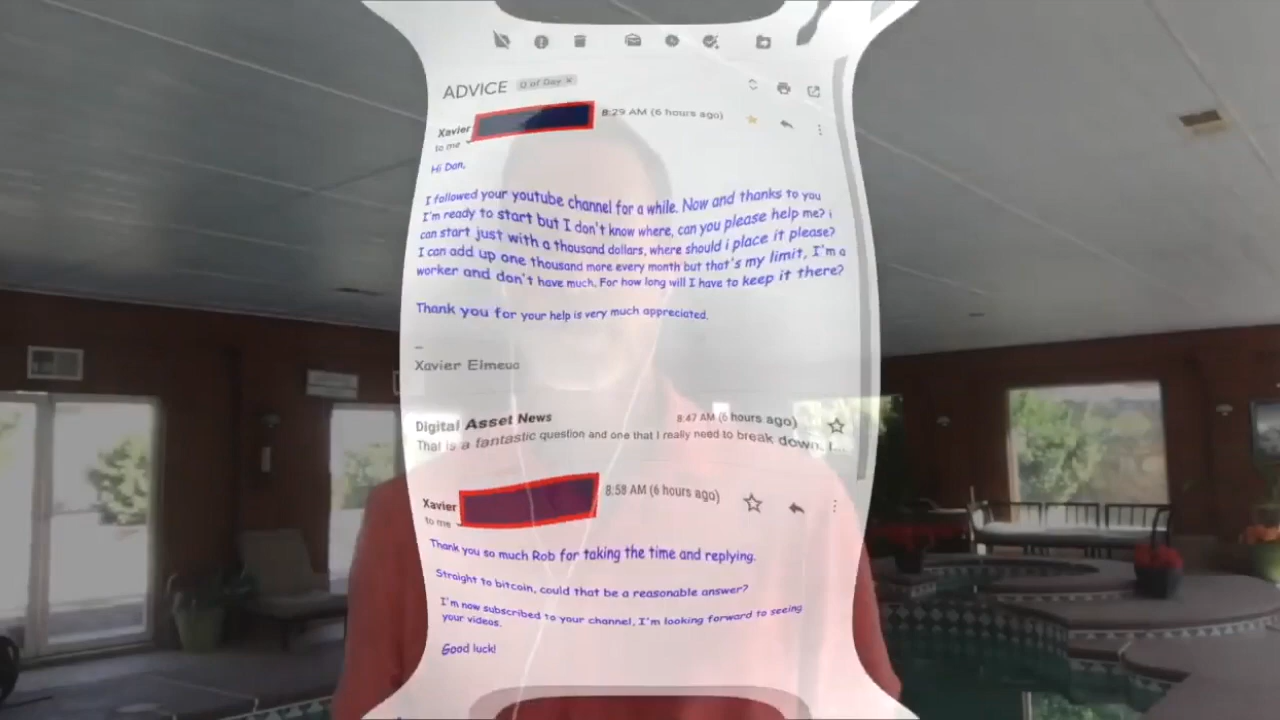 ADVICE Q of Day ×
Xavier 8:29 AM (6 hours ago)
to me
Hi Dan,
I followed your youtube channel for a while. Now and thanks to you
I'm ready to start but I don't know where, can you please help me? i
can start just with a thousand dollars, where should i place it please?
I can add up one thousand more every month but that's my limit, I'm a
worker and don't have much. For how long will I have to keep it there?
Thank you for your help is very much appreciated.
--
Xavier Elmeua
Digital Asset News 8:47 AM (6 hours ago)
That is a fantastic question and one that I really need to break down. I...
Xavier 8:58 AM (6 hours ago)
to me
Thank you so much Rob for taking the time and replying.
Straight to bitcoin, could that be a reasonable answer?
I'm now subscribed to your channel, I'm looking forward to seeing
your videos.
Good luck!